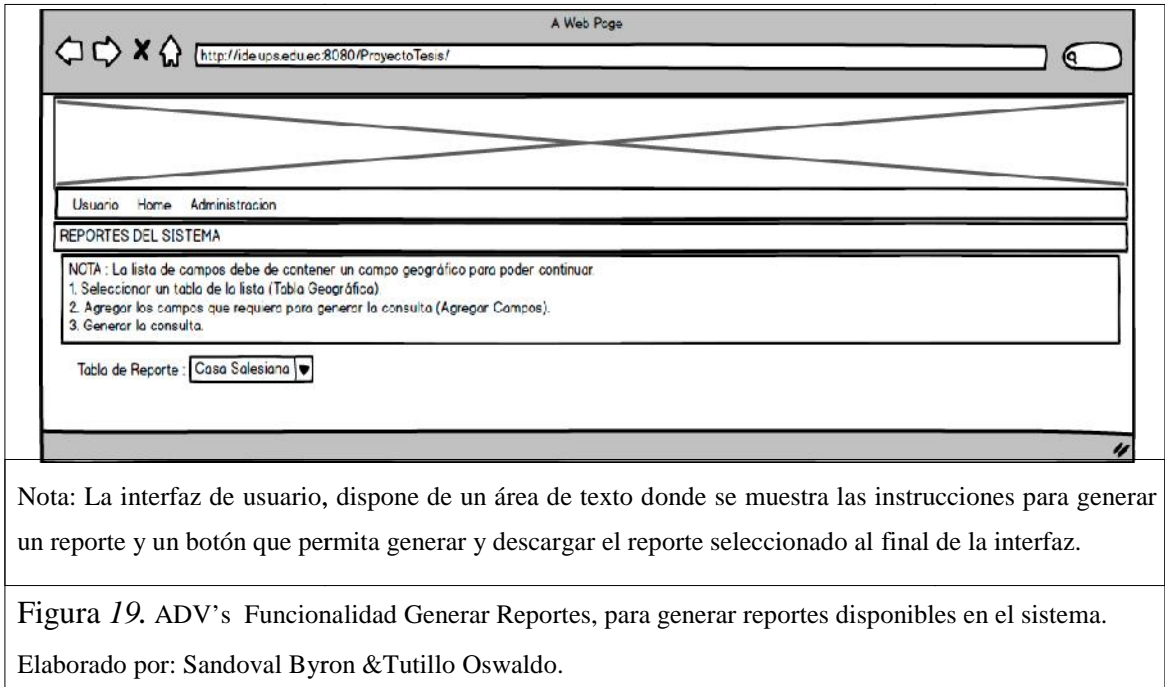 A Web Page
http://ide.ups.edu.ec:8080/ProyectoTesis/
Usuario Home Administracion
REPORTES DEL SISTEMA
NOTA : La lista de campos debe de contener un campo geográfico para poder continuar.
1. Seleccionar un tabla de la lista (Tabla Geográfica)
2. Agregar los campos que requiera para generar la consulta (Agregar Campos).
3. Generar la consulta.
Tabla de Reporte : Casa Salesiana
Nota: La interfaz de usuario, dispone de un área de texto donde se muestra las instrucciones para generar
un reporte y un botón que permita generar y descargar el reporte seleccionado al final de la interfaz.
Figura 19. ADV’s Funcionalidad Generar Reportes, para generar reportes disponibles en el sistema.
Elaborado por: Sandoval Byron &Tutillo Oswaldo.